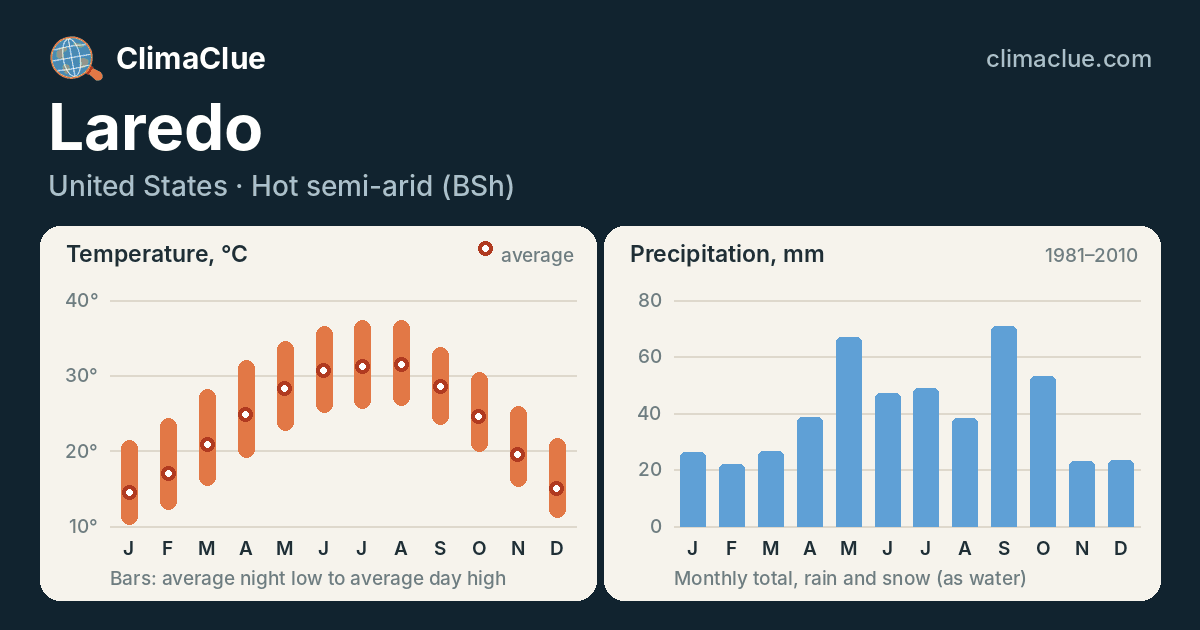 ClimaClue
climaclue.com
Laredo
United States · Hot semi-arid (BSh)
Temperature, °C
average
40°
30°
20°
10°
J F M A M J J A S O N D
Bars: average night low to average day high
Precipitation, mm
1981–2010
80
60
40
20
0
J F M A M J J A S O N D
Monthly total, rain and snow (as water)